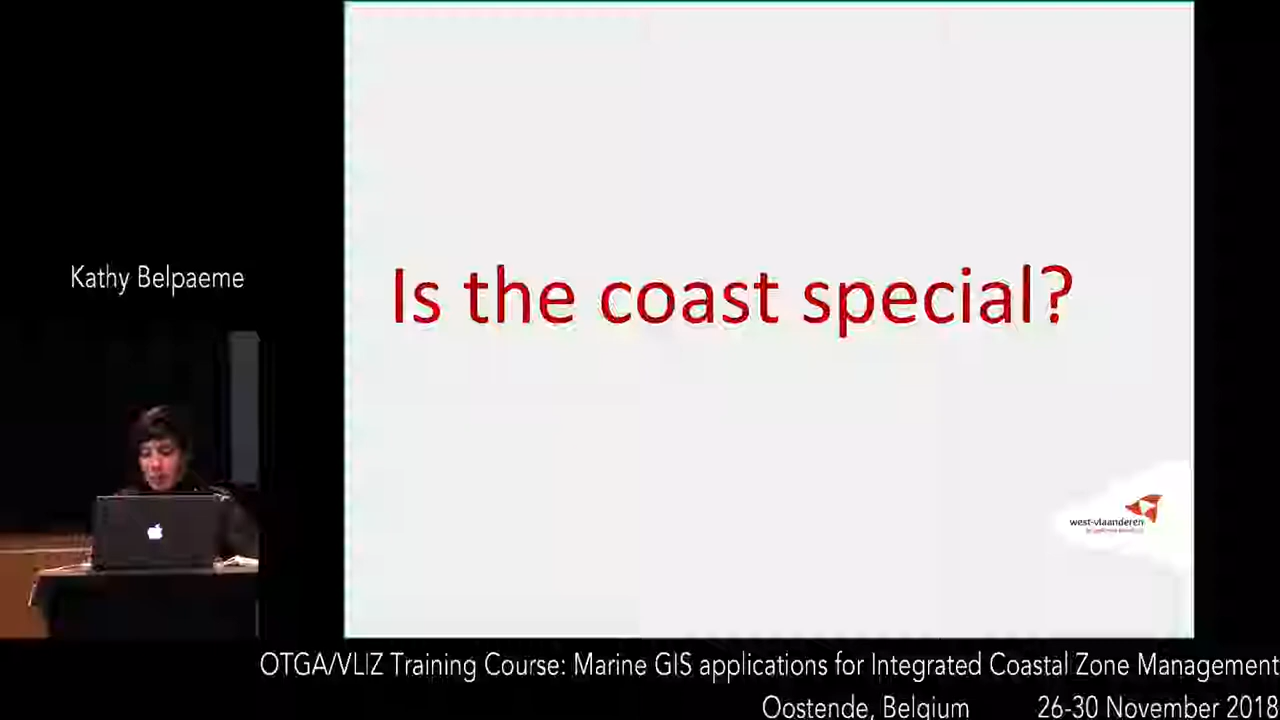 Is the coast special?
Kathy Belpaeme
west-vlaanderen
OTGA/VLIZ Training Course: Marine GIS applications for Integrated Coastal Zone Management
Oostende, Belgium 26-30 November 2018